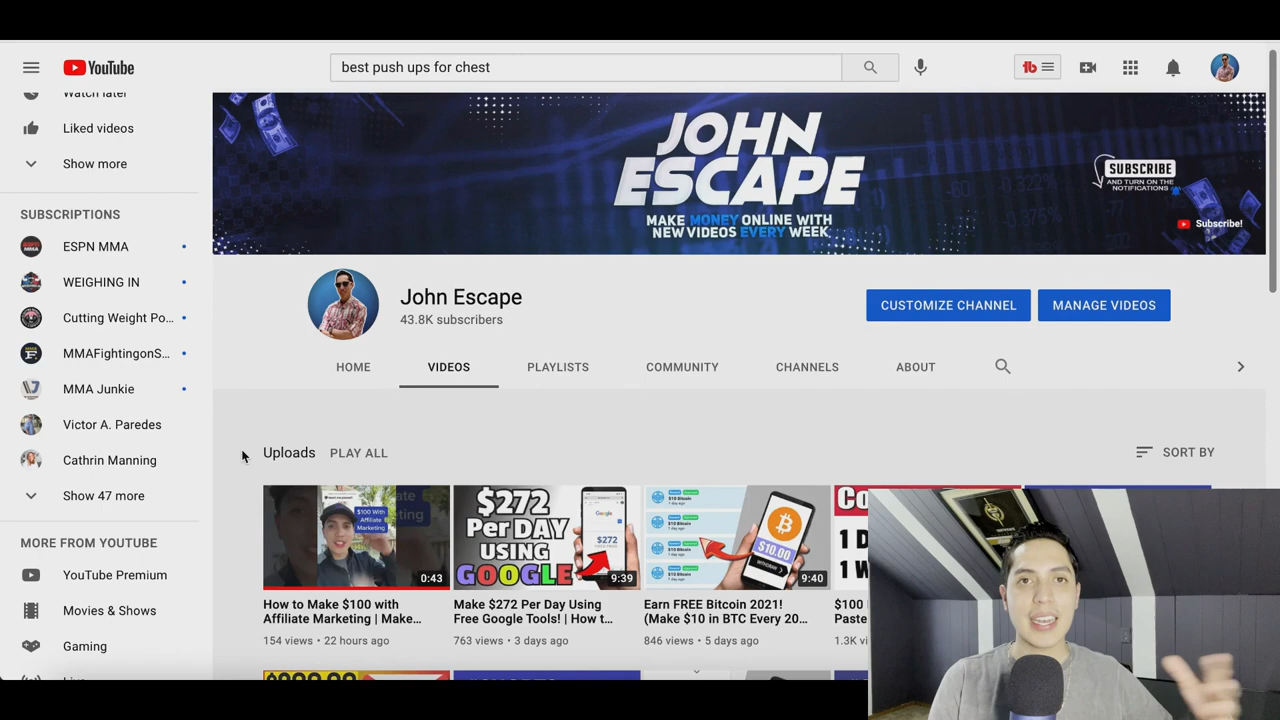 YouTube
best push ups for chest
tb
Watch later
Liked videos
Show more
SUBSCRIPTIONS
ESPN MMA
WEIGHING IN
Cutting Weight Po...
MMAFightingonS...
MMA Junkie
Victor A. Paredes
Cathrin Manning
Show 47 more
MORE FROM YOUTUBE
YouTube Premium
Movies & Shows
Gaming
Live
JOHN
ESCAPE
MAKE MONEY ONLINE WITH
NEW VIDEOS EVERY WEEK
SUBSCRIBE
AND TURN ON THE
NOTIFICATIONS
Subscribe!
John Escape
43.8K subscribers
CUSTOMIZE CHANNEL
MANAGE VIDEOS
HOME
VIDEOS
PLAYLISTS
COMMUNITY
CHANNELS
ABOUT
Uploads
PLAY ALL
SORT BY
$100 With
Affiliate
Marketing
0:43
How to Make $100 with
Affiliate Marketing | Make...
154 views • 22 hours ago
$272
Per DAY
USING
GOOGLE
Google
$272
9:39
Make $272 Per Day Using
Free Google Tools! | How t...
763 views • 3 days ago
$10.00
9:40
Earn FREE Bitcoin 2021!
(Make $10 in BTC Every 20...
846 views • 5 days ago
Co
1 D
1 W
$100
Paste
1.3K vi